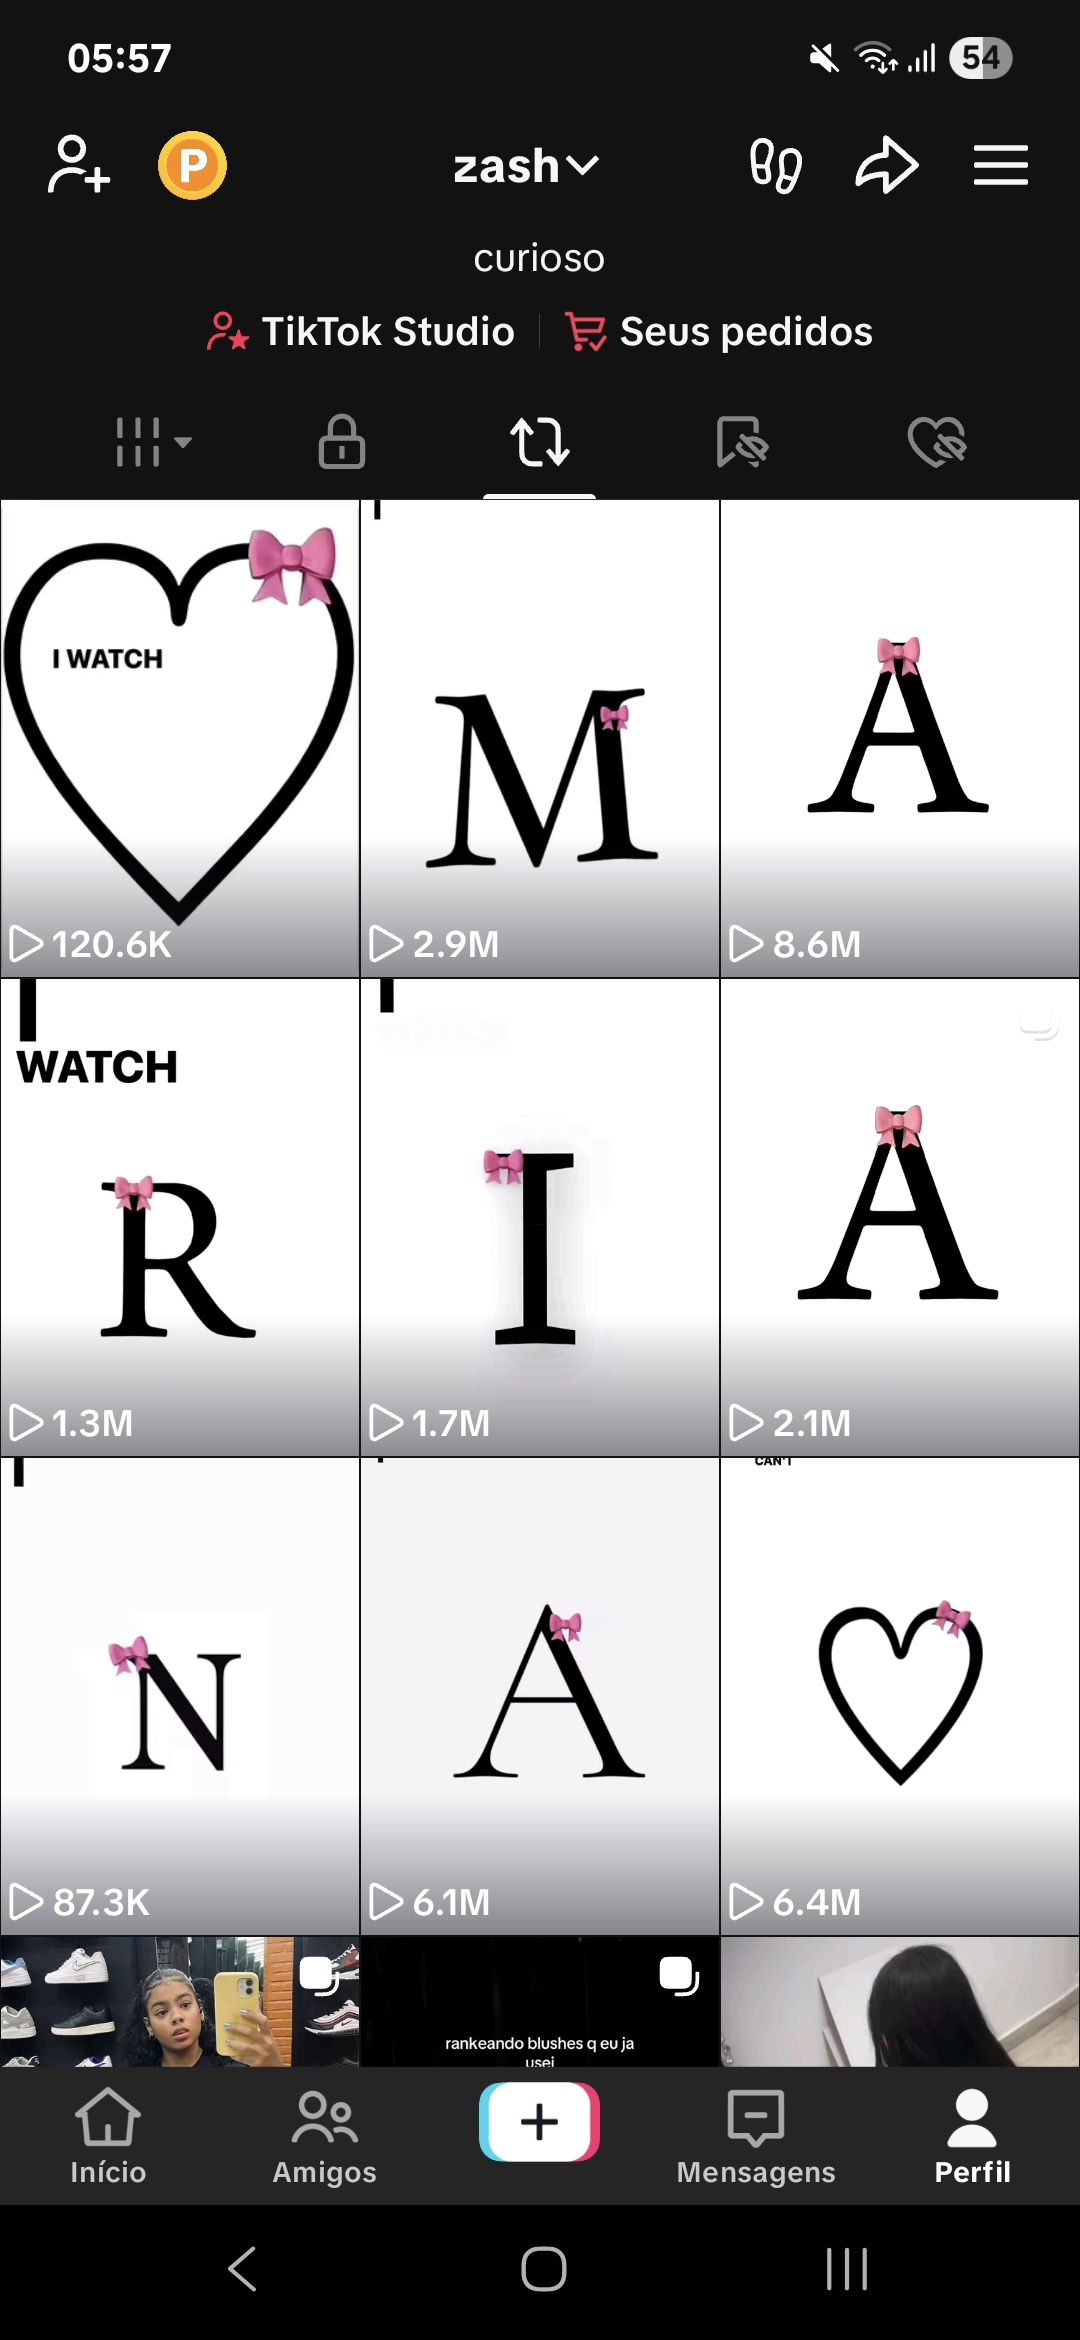 05:57
54
P
zash
curioso
TikTok Studio
Seus pedidos
I WATCH
120.6K
I
M
2.9M
A
8.6M
I
WATCH
R
1.3M
I
WATCH
I
1.7M
A
2.1M
I
N
87.3K
A
6.1M
CAN'T
6.4M
rankeando blushes q eu ja
usei
Início
Amigos
Mensagens
Perfil